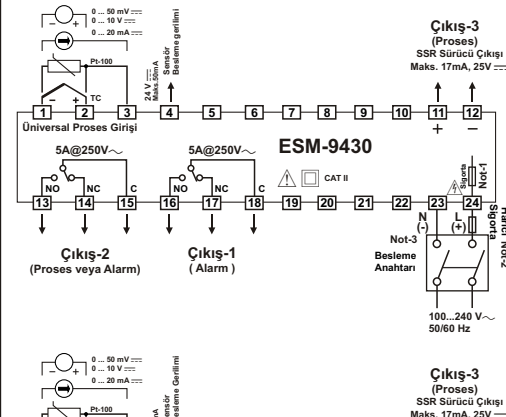 0 ... 50 mV
0 ... 10 V
0 ... 20 mA
Pt-100
TC
24 V
Maks.50mA
Sensör
Besleme gerilimi
Çıkış-3
(Proses)
SSR Sürücü Çıkışı
Maks. 17mA, 25V
1 2 3 4 5 6 7 8 9 10 11 12
Üniversal Proses Girişi
5A@250V
5A@250V
ESM-9430
CAT II
Sigorta
Not-1
NO NC C NO NC C
13 14 15 16 17 18 19 20 21 22 23 24
Çıkış-2
(Proses veya Alarm)
Çıkış-1
( Alarm )
N
(-)
L
(+)
Harici Not-2
Sigorta
Not-3
Besleme
Anahtarı
100...240 V
50/60 Hz
0 ... 50 mV
0 ... 10 V
0 ... 20 mA
Pt-100
Çıkış-3
(Proses)
SSR Sürücü Çıkışı
Maks. 17mA, 25V